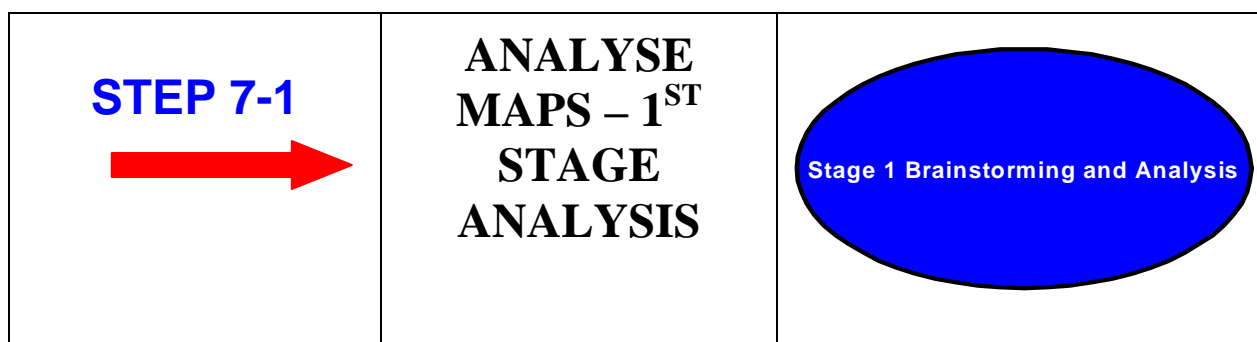 STEP 7-1
ANALYSE
MAPS – 1ST
STAGE
ANALYSIS
Stage 1 Brainstorming and Analysis